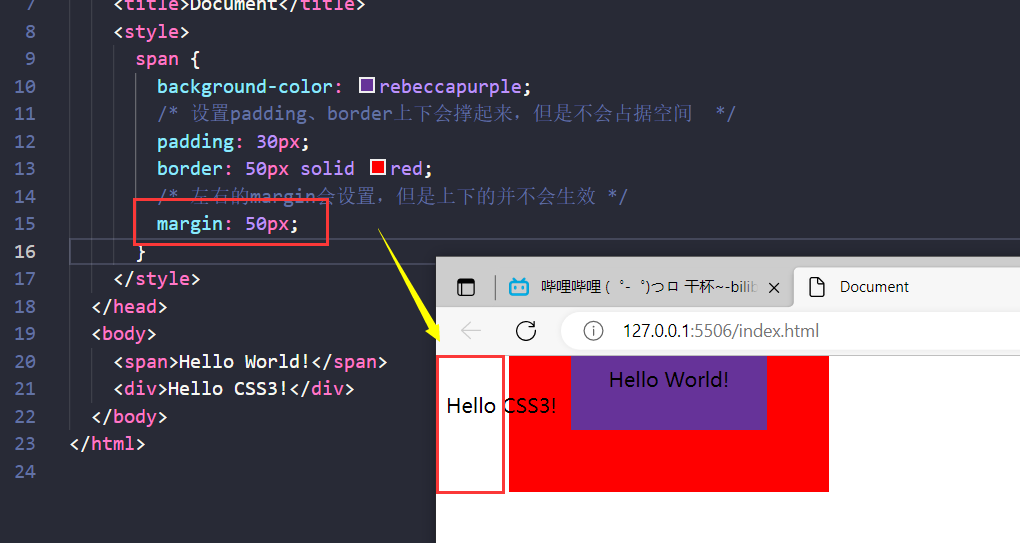 7 <title>Document</title>
8 <style>
9 span {
10 background-color: rebeccapurple;
11 /* 设置padding、border上下会撑起来，但是不会占据空间 */
12 padding: 30px;
13 border: 50px solid red;
14 /* 左右的margin会设置，但是上下的并不会生效 */
15 margin: 50px;
16 }
17 </style>
18 </head>
19 <body>
20 <span>Hello World!</span>
21 <div>Hello CSS3!</div>
22 </body>
23 </html>
24
哔哩哔哩 (゜-゜)つロ 干杯~-bilib
Document
127.0.0.1:5506/index.html
Hello World!
Hello CSS3!